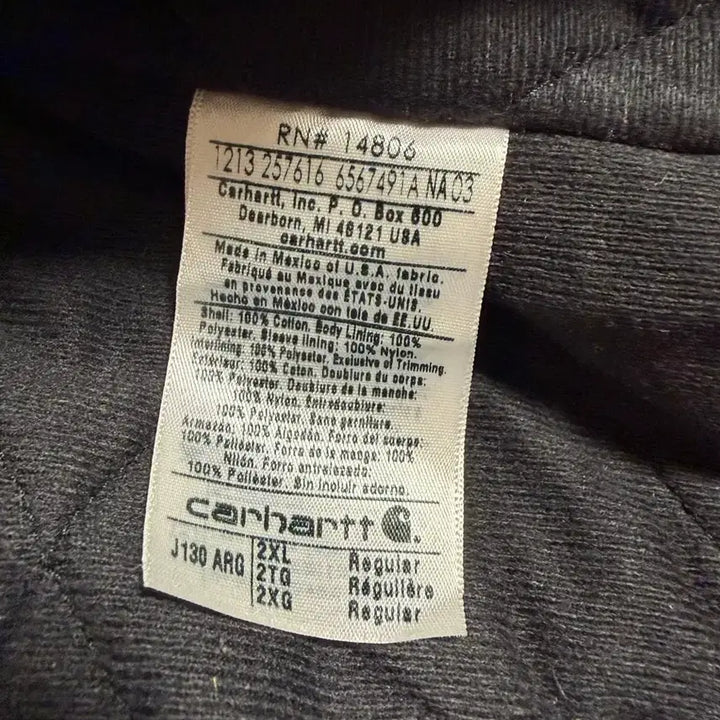 RN# 14806
1213 257616 6567491A NA03
Carhartt, Inc. P. O. Box 600
Dearborn, MI 48121 USA
carhartt.com
Made in Mexico of U.S.A. fabric.
Fabriqué au Mexique avec du tissu
en provenance des ÉTATS-UNIS.
Hecho en México con tela de EE.UU.
Shell: 100% Cotton. Body Lining: 100%
Polyester. Sleeve lining: 100% Nylon.
Interlining: 100% Polyester. Exclusive of Trimming.
Extérieur: 100% Coton. Doublure du corps:
100% Polyester. Doublure de la manche:
100% Nylon. Entredoublure:
100% Polyester. Sans garniture.
Armazón: 100% Algodón. Forro del cuerpo:
100% Poliéster. Forro de la manga: 100%
Nilón. Forro entrelazado:
100% Poliéster. Sin incluir adorno.
carhartt
J130 ARG 2XL Regular
2TG Régulière
2XG Regular